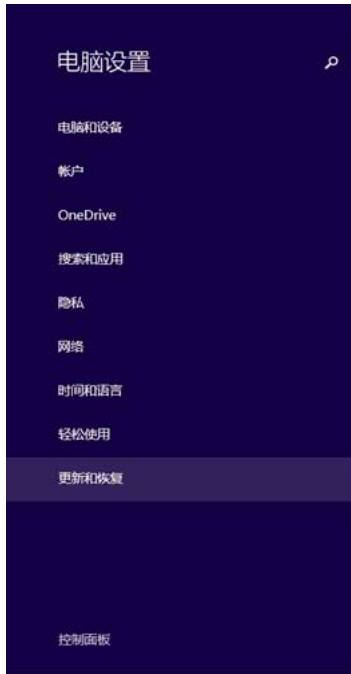 电脑设置
电脑和设备
帐户
OneDrive
搜索和应用
隐私
网络
时间和语言
轻松使用
更新和恢复
控制面板